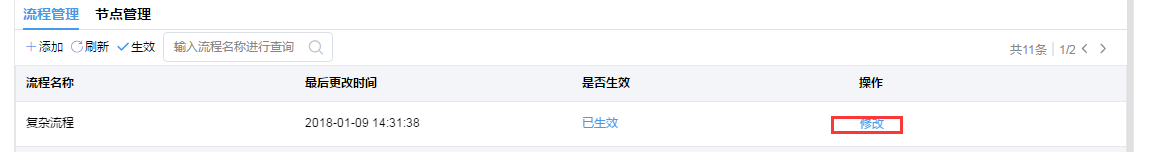 流程管理 节点管理
添加 刷新 生效 输入流程名称进行查询 共11条 1/2
流程名称 最后更改时间 是否生效 操作
复杂流程 2018-01-09 14:31:38 已生效 修改